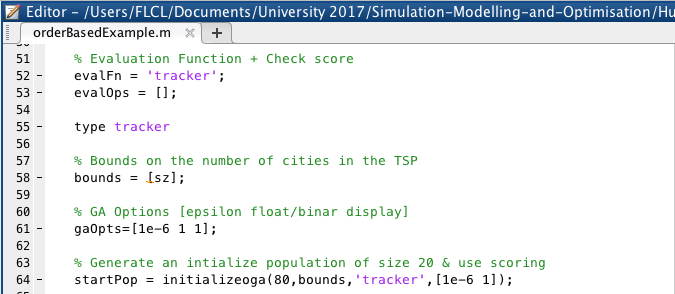 Editor - /Users/FLCL/Documents/University 2017/Simulation-Modelling-and-Optimisation/Hu
orderBasedExample.m × +
51 % Evaluation Function + Check score
52 - evalFn = 'tracker';
53 - evalOps = [];
54
55 - type tracker
56
57 % Bounds on the number of cities in the TSP
58 - bounds = [sz];
59
60 % GA Options [epsilon float/binar display]
61 - gaOpts=[1e-6 1 1];
62
63 % Generate an intialize population of size 20 & use scoring
64 - startPop = initializeoga(80,bounds,'tracker',[1e-6 1]);